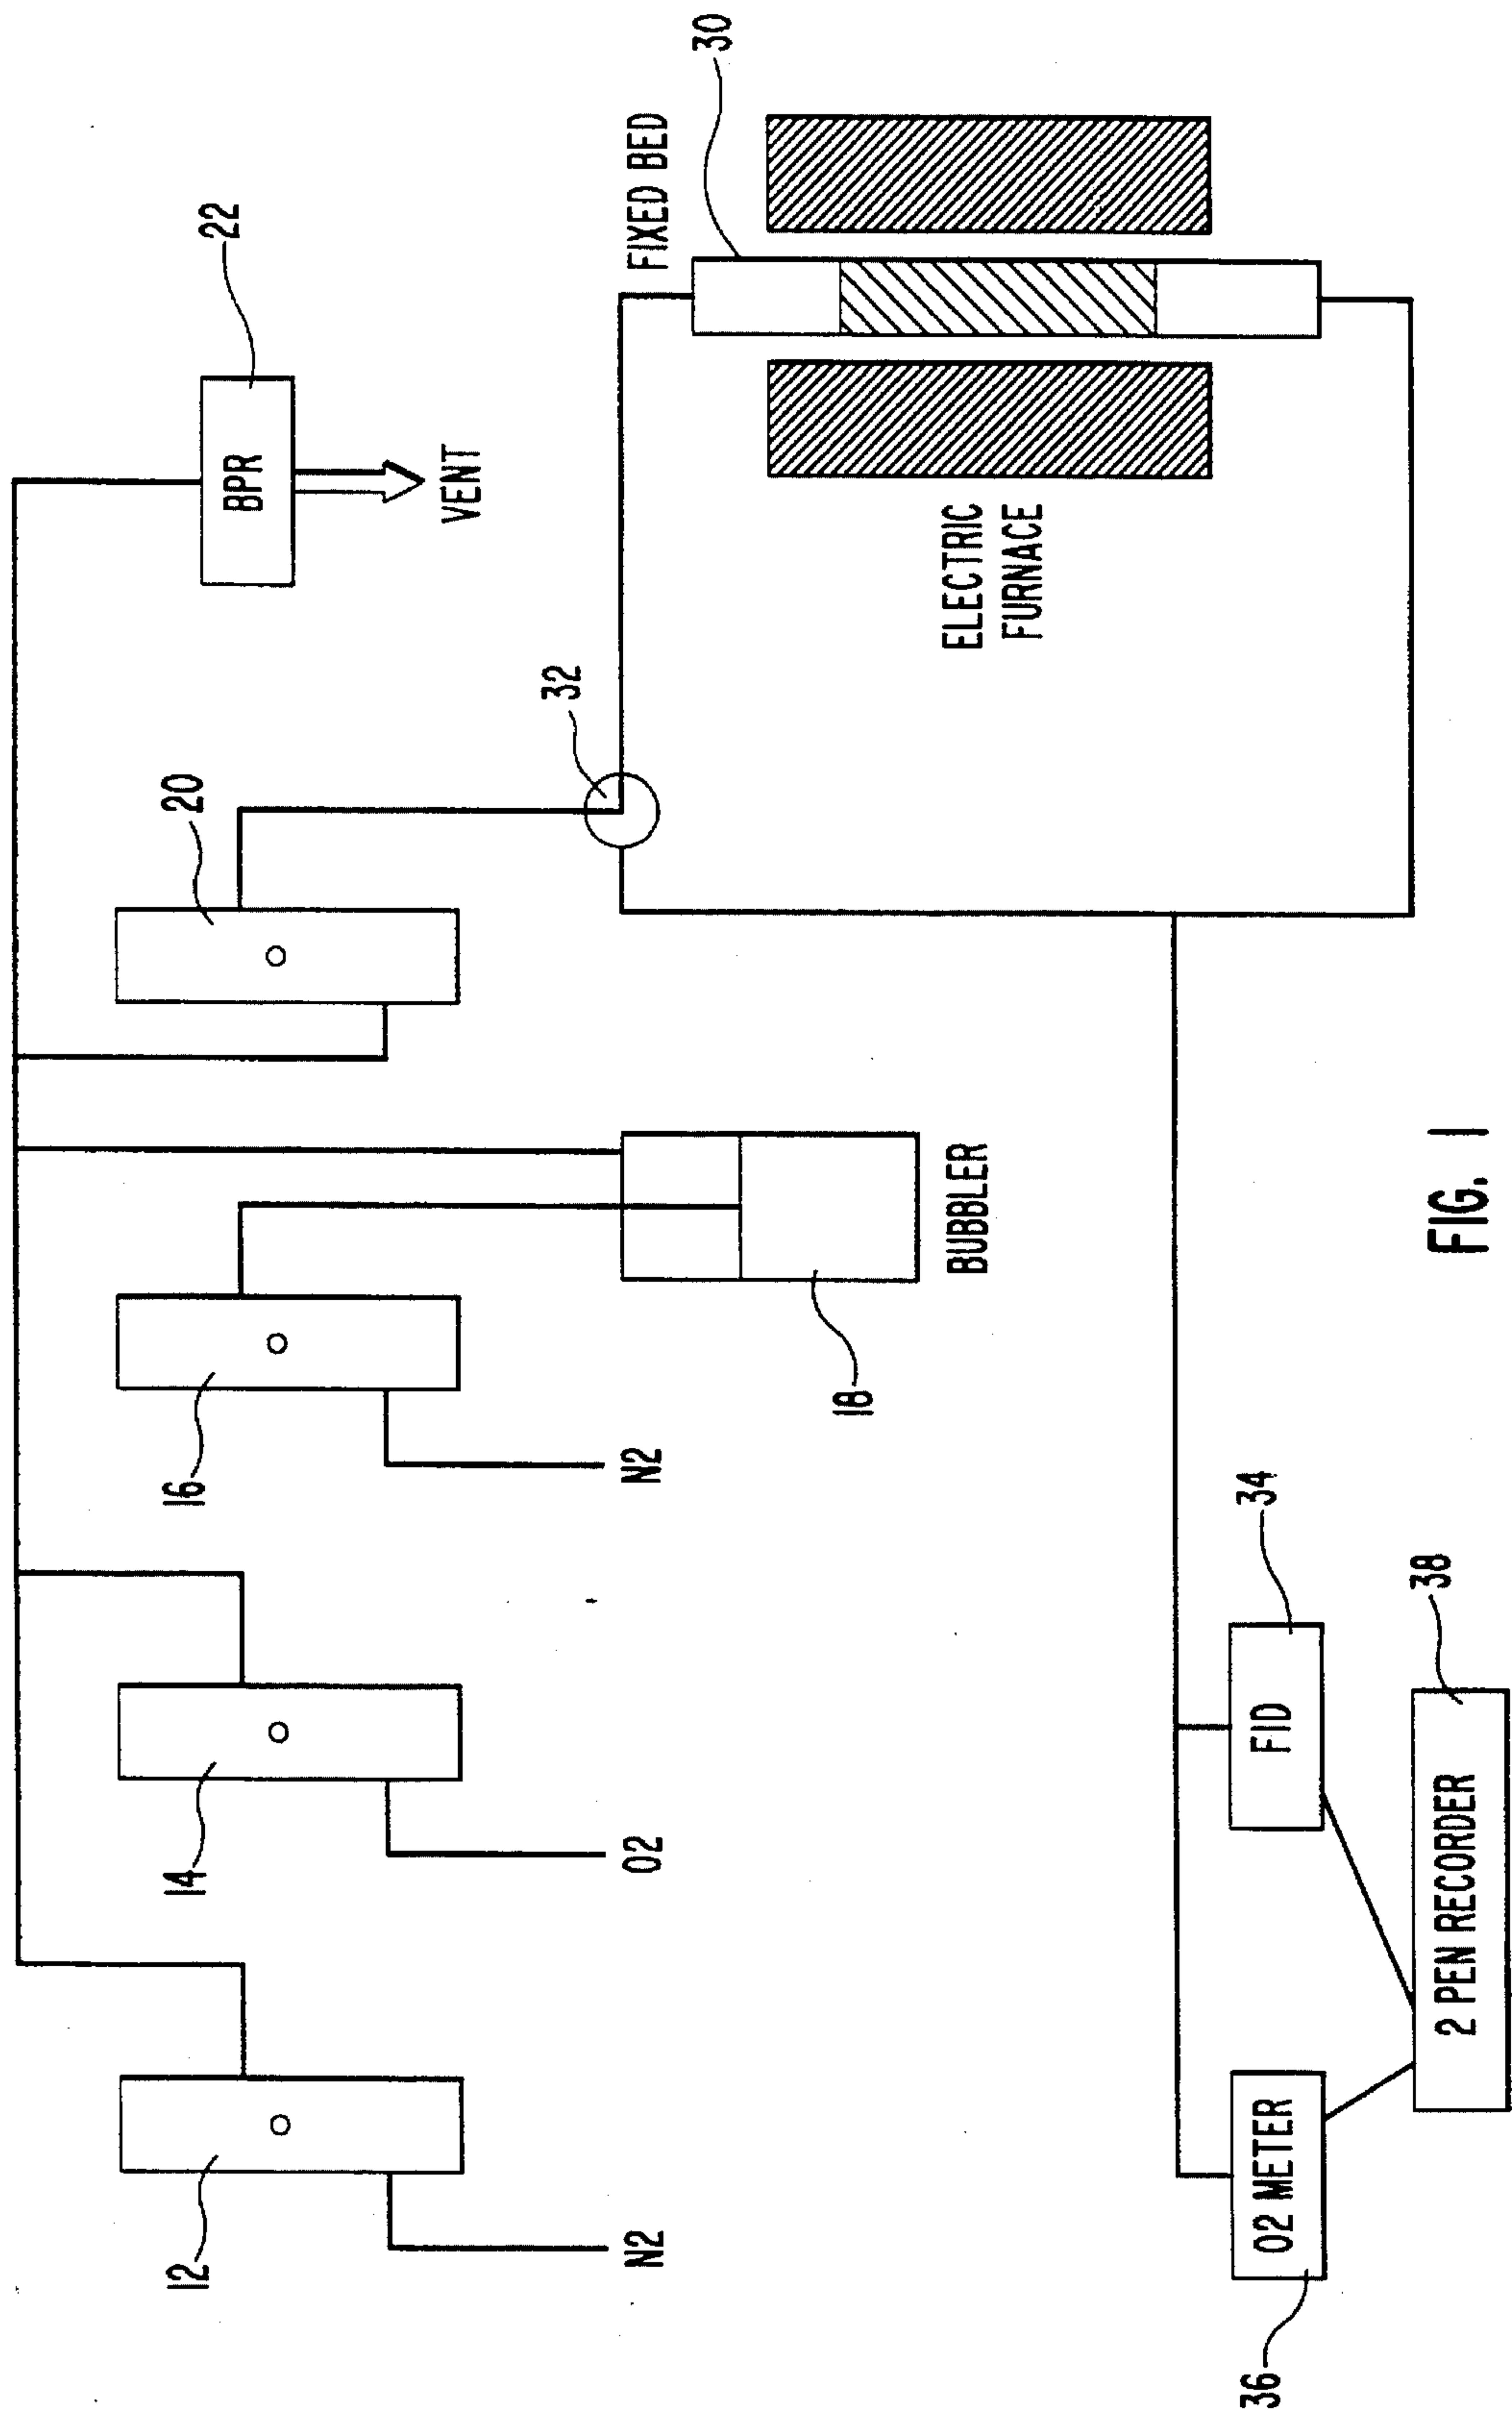 22
BPR
VENT
20
32
30
FIXED BED
ELECTRIC
FURNACE
16
N2
18
BUBBLER
14
O2
12
N2
34
FID
36
O2 METER
38
2 PEN RECORDER
FIG. 1